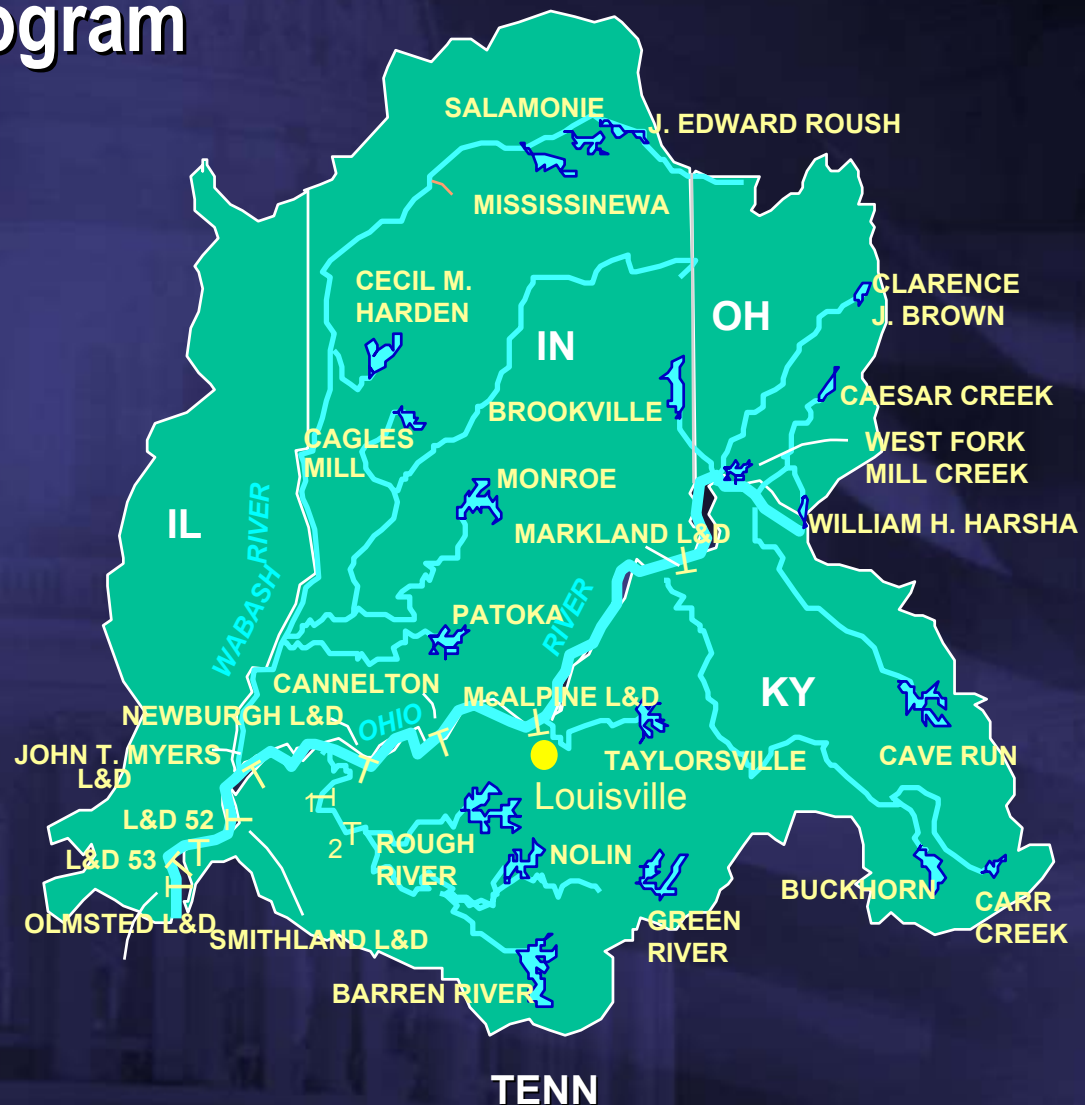 ogram
SALAMONIE
J. EDWARD ROUSH
MISSISSINEWA
CECIL M.
HARDEN
CLARENCE
J. BROWN
OH
IN
CAESAR CREEK
BROOKVILLE
CAGLES
MILL
WEST FORK
MILL CREEK
MONROE
IL
WABASH RIVER
MARKLAND L&D
WILLIAM H. HARSHA
PATOKA
RIVER
CANNELTON
McALPINE L&D
KY
NEWBURGH L&D
OHIO
JOHN T. MYERS
L&D
TAYLORSVILLE
CAVE RUN
Louisville
1
L&D 52
2
ROUGH
RIVER
L&D 53
NOLIN
BUCKHORN
CARR
CREEK
OLMSTED L&D
SMITHLAND L&D
GREEN
RIVER
BARREN RIVER
TENN